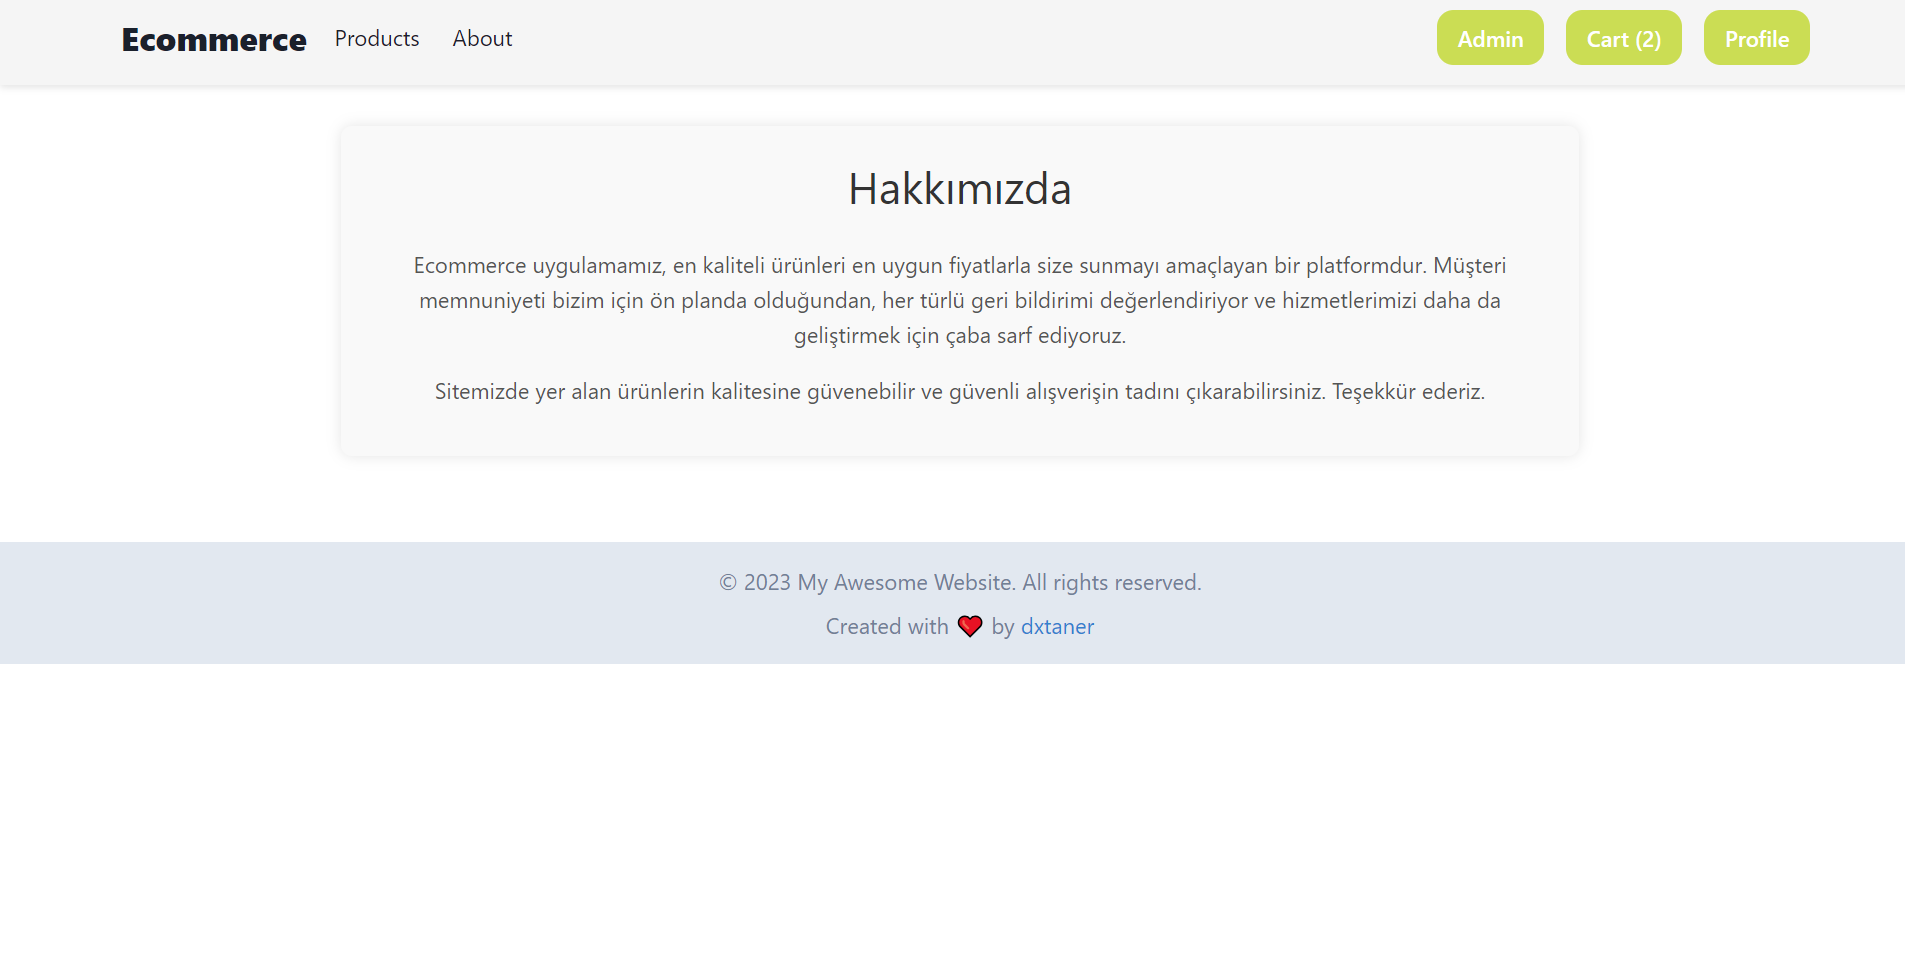 Ecommerce Products About Admin Cart (2) Profile
Hakkımızda
Ecommerce uygulamamız, en kaliteli ürünleri en uygun fiyatlarla size sunmayı amaçlayan bir platformdur. Müşteri
memnuniyeti bizim için ön planda olduğundan, her türlü geri bildirimi değerlendiriyor ve hizmetlerimizi daha da
geliştirmek için çaba sarf ediyoruz.
Sitemizde yer alan ürünlerin kalitesine güvenebilir ve güvenli alışverişin tadını çıkarabilirsiniz. Teşekkür ederiz.
© 2023 My Awesome Website. All rights reserved.
Created with ❤️ by dxtaner